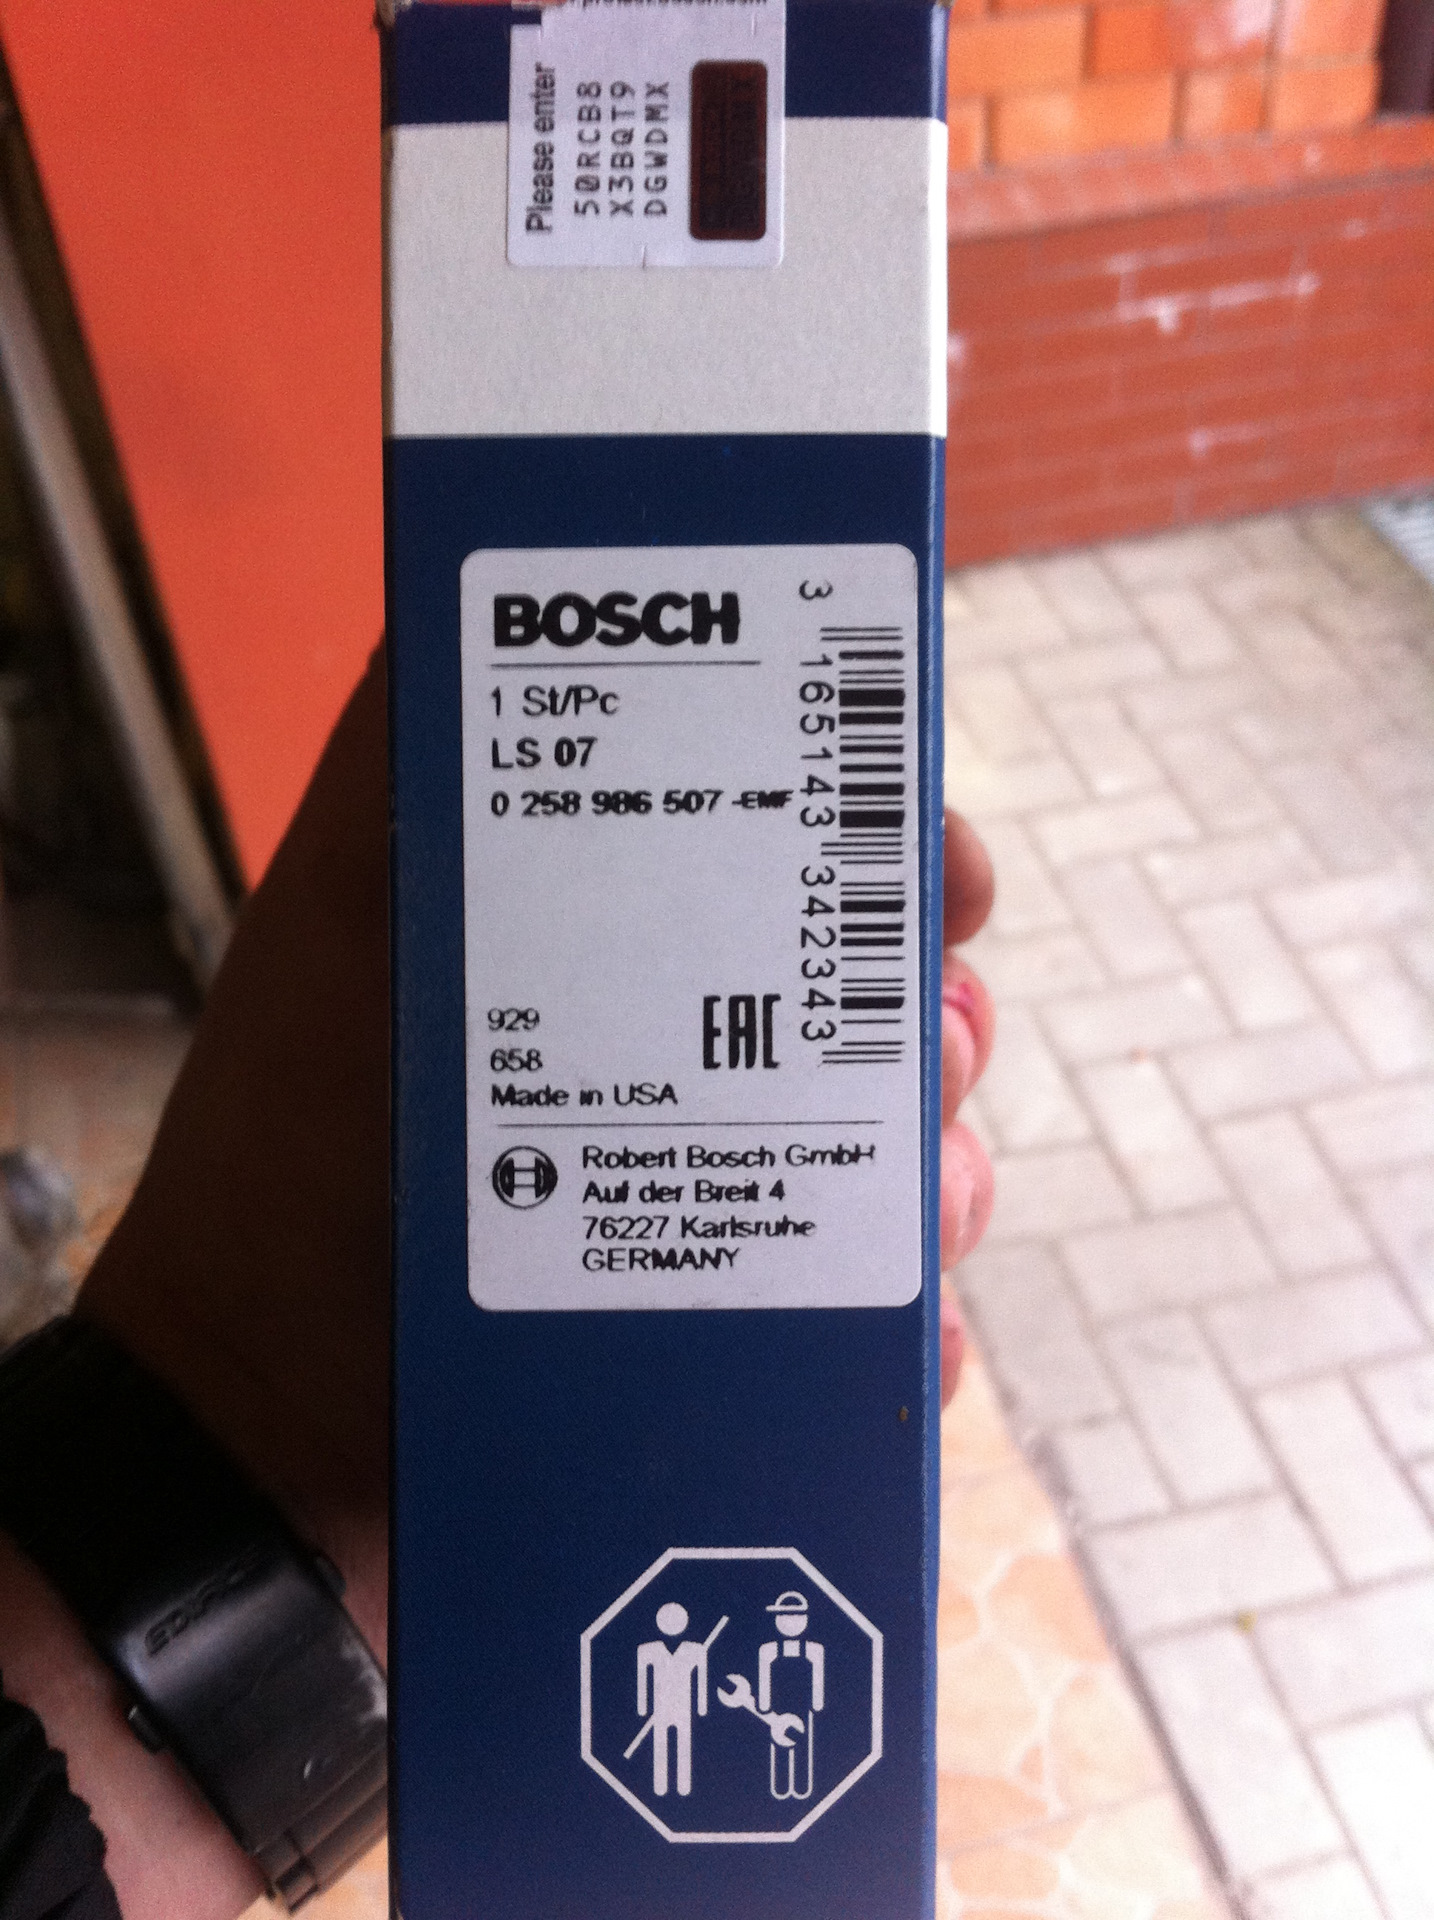 Please enter
50RCB8
X3BQT9
DGWDMX
BOSCH
1 St/Pc
LS 07
0 258 986 507 -EMF
3 165143 342343
929
658
EAC
Made in USA
Robert Bosch GmbH
Auf der Breit 4
76227 Karlsruhe
GERMANY